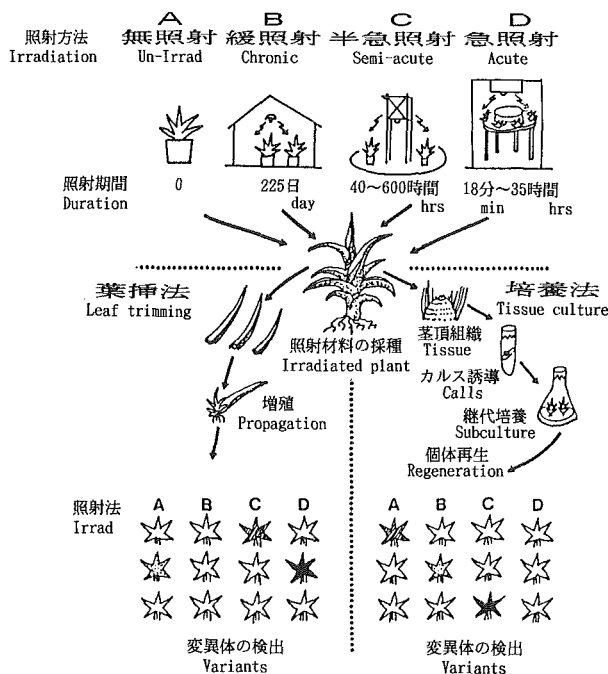 A B C D
照射方法 無照射 緩照射 半急照射 急照射
Irradiation Un-Irrad Chronic Semi-acute Acute
照射期間 0 225日 40～600時間 18分～35時間
Duration day hrs min hrs
葉挿法
Leaf trimming
培養法
Tissue culture
照射材料の採種
Irradiated plant
茎頂組織
Tissue
カルス誘導
Calls
継代培養
Subculture
個体再生
Regeneration
増殖
Propagation
照射法
Irrad
A B C D
A B C D
変異体の検出
Variants
変異体の検出
Variants